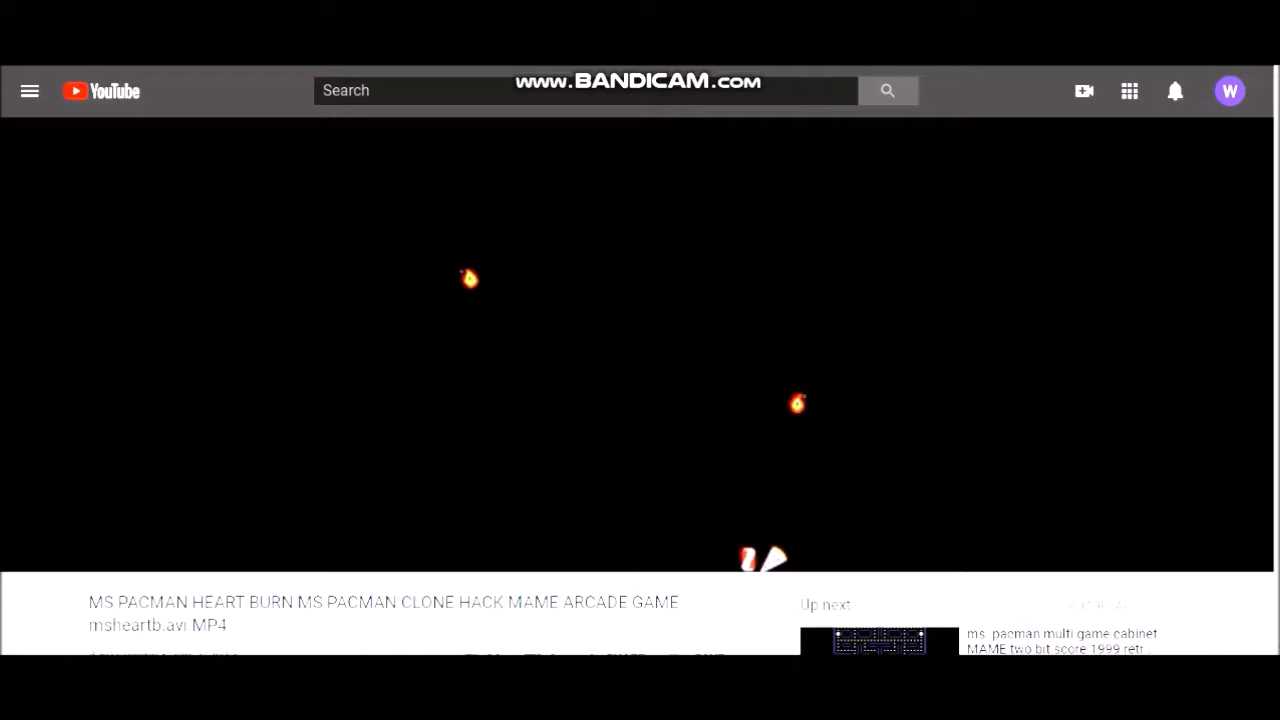 www.BANDICAM.com
YouTube
Search
W
MS PACMAN HEART BURN MS PACMAN CLONE HACK MAME ARCADE GAME
msheartb.avi MP4
Up next
ms pacman multi game cabinet
MAME two bit score 1999 retr...